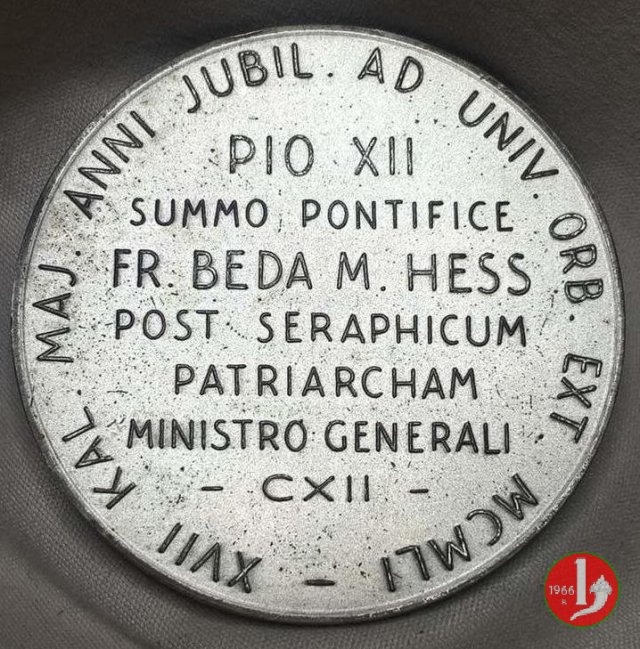 XVII KAL. MAJ. ANNI JUBIL. AD UNIV. ORB. EXT MCMLI –
PIO XII
SUMMO PONTIFICE
FR. BEDA M. HESS
POST SERAPHICUM
PATRIARCHAM
MINISTRO GENERALI
- CXII -
1966